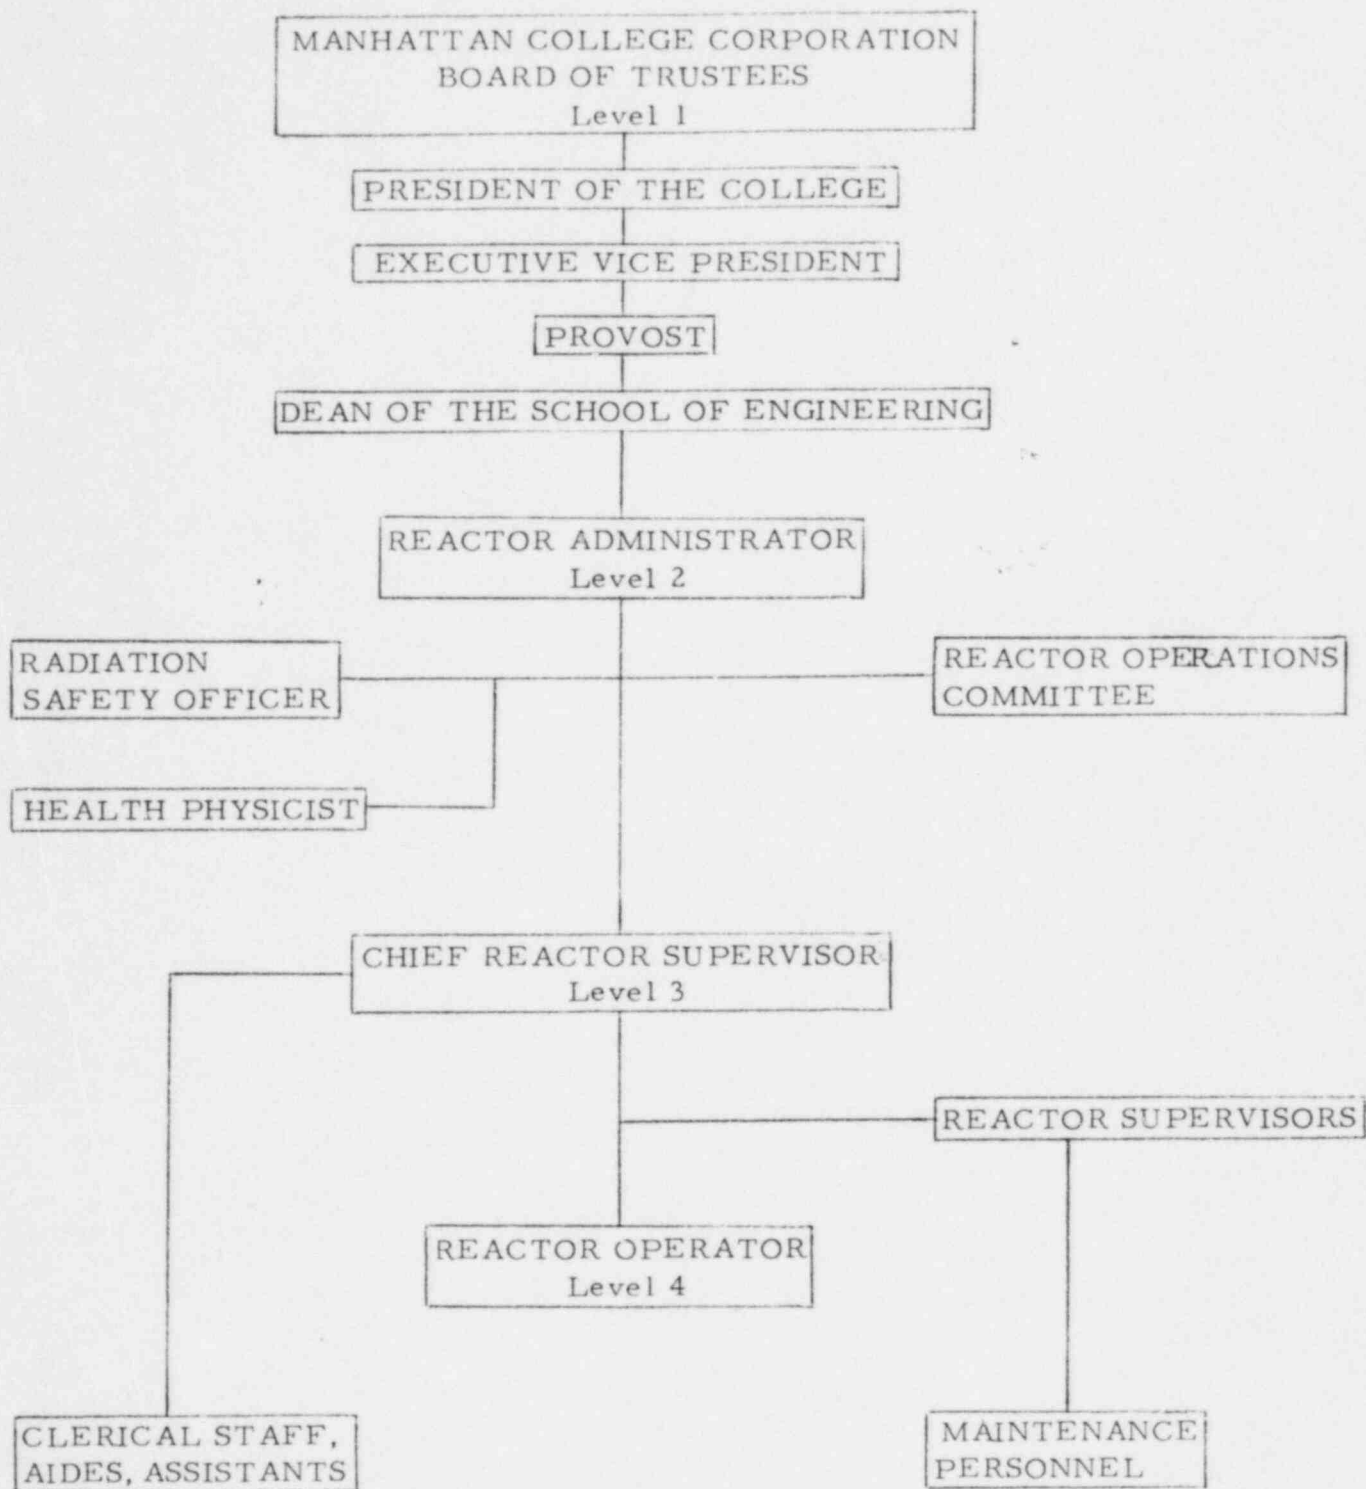 MANHATTAN COLLEGE CORPORATION
BOARD OF TRUSTEES
Level 1
PRESIDENT OF THE COLLEGE
EXECUTIVE VICE PRESIDENT
PROVOST
DEAN OF THE SCHOOL OF ENGINEERING
REACTOR ADMINISTRATOR
Level 2
RADIATION
SAFETY OFFICER
REACTOR OPERATIONS
COMMITTEE
HEALTH PHYSICIST
CHIEF REACTOR SUPERVISOR
Level 3
REACTOR SUPERVISORS
REACTOR OPERATOR
Level 4
CLERICAL STAFF,
AIDES, ASSISTANTS
MAINTENANCE
PERSONNEL